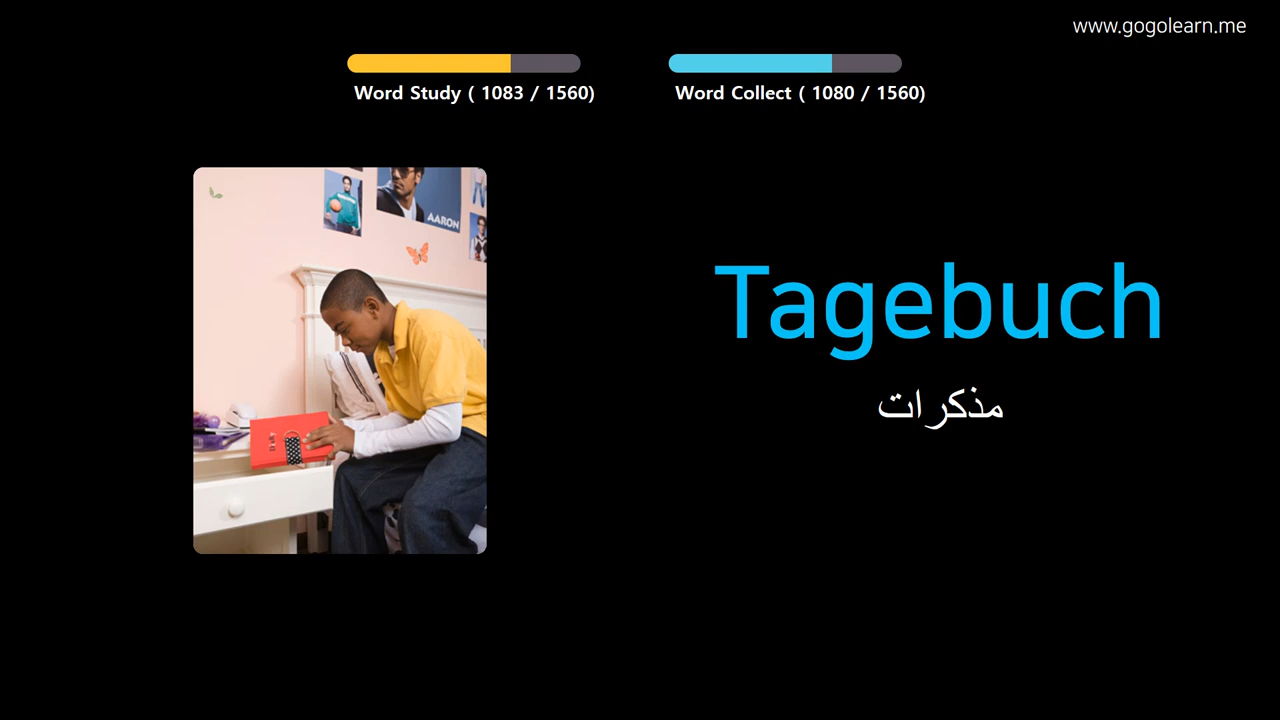 www.gogolearn.me
Word Study ( 1083 / 1560)
Word Collect ( 1080 / 1560)
AARON
Tagebuch
مذكرات